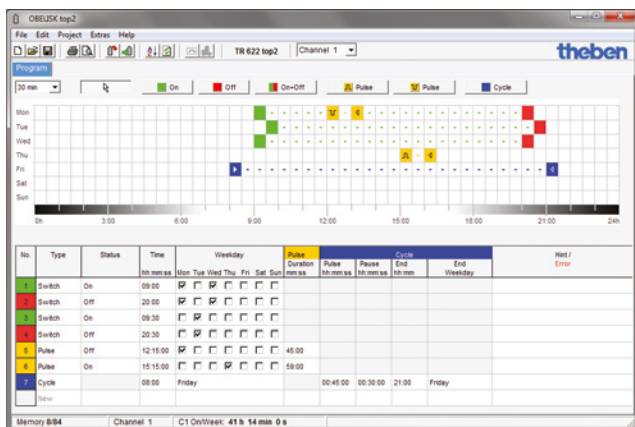 OBELISK top2
File Edit Project Extras Help
TR 622 top2 Channel 1
theben
Program
30 min On Off On+Off Pulse Pulse Cycle
Mon
Tue
Wed
Thu
Fri
Sat
Sun
0h 3:00 6:00 9:00 12:00 15:00 18:00 21:00 24h
No. Type Status Time Weekday Pulse Cycle Hint /
Duration Pulse Pause End End Error
hh:mm:ss Mon Tue Wed Thu Fri Sat Sun mm:ss hh:mm:ss hh:mm:ss hh:mm Weekday
1 Switch On 09:00
2 Switch Off 20:00
3 Switch On 09:30
4 Switch Off 20:30
5 Pulse Off 12:15:00 45:00
6 Pulse On 15:15:00 59:00
7 Cycle 08:00 Friday 00:45:00 00:30:00 21:00 Friday
New
Memory 8/84 Channel 1 C1 On/Week: 41 h 14 min 0 s